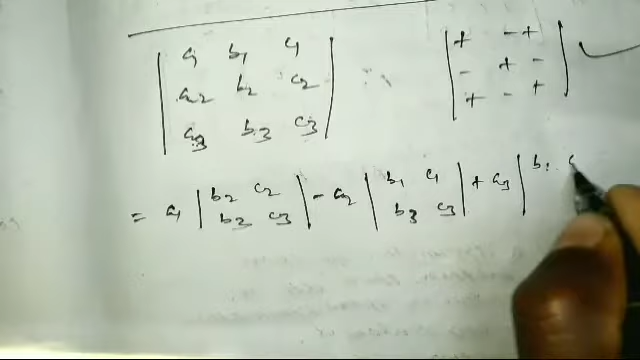 | a1 b1 c1 | | + - + |
| a2 b2 c2 | ∴ | - + - |
| a3 b3 c3 | | + - + |
= a1 | b2 c2 | - a2 | b1 c1 | + a3 | b1 c
| b3 c3 | | b3 c3 |